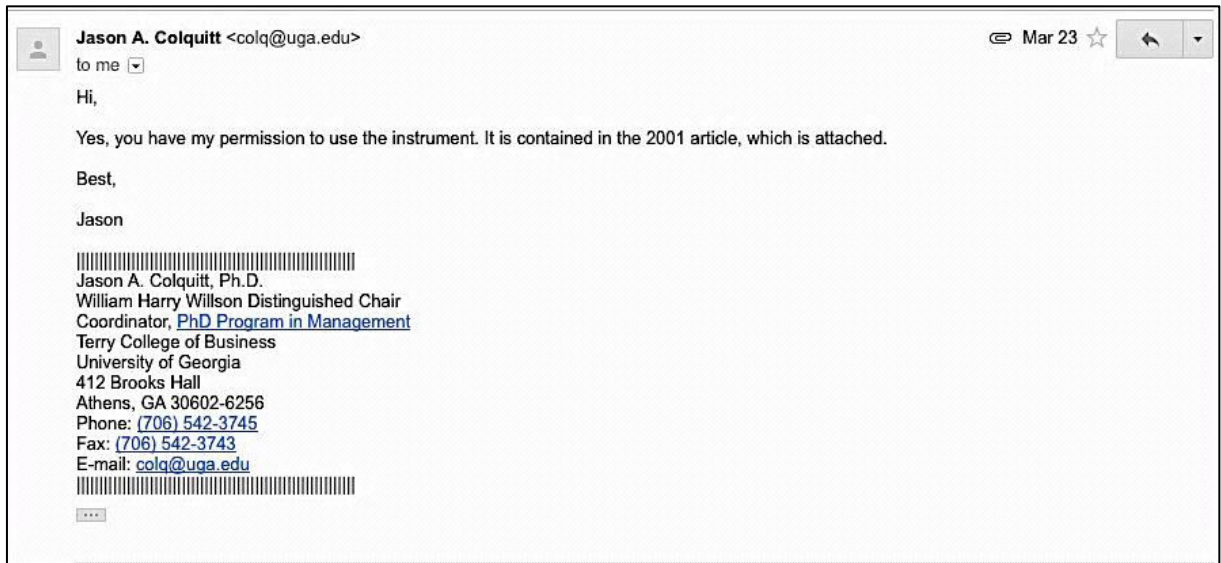 Jason A. Colquitt <colq@uga.edu> Mar 23
to me
Hi,
Yes, you have my permission to use the instrument. It is contained in the 2001 article, which is attached.
Best,
Jason
Jason A. Colquitt, Ph.D.
William Harry Willson Distinguished Chair
Coordinator, PhD Program in Management
Terry College of Business
University of Georgia
412 Brooks Hall
Athens, GA 30602-6256
Phone: (706) 542-3745
Fax: (706) 542-3743
E-mail: colq@uga.edu